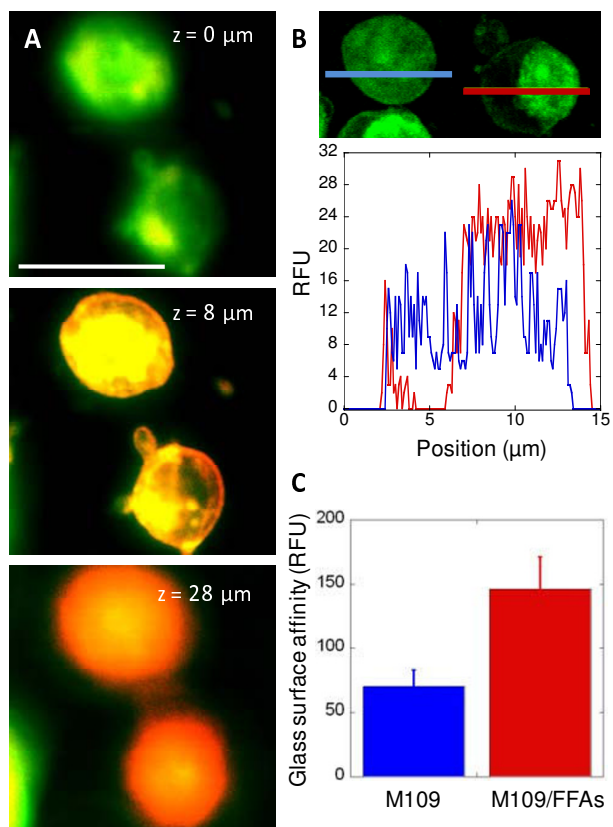 A
z = 0 µm
z = 8 µm
z = 28 µm
B
32
28
24
20
16
12
8
4
0
RFU
0
5
10
15
Position (µm)
C
200
150
100
50
0
Glass surface affinity (RFU)
M109
M109/FFAs